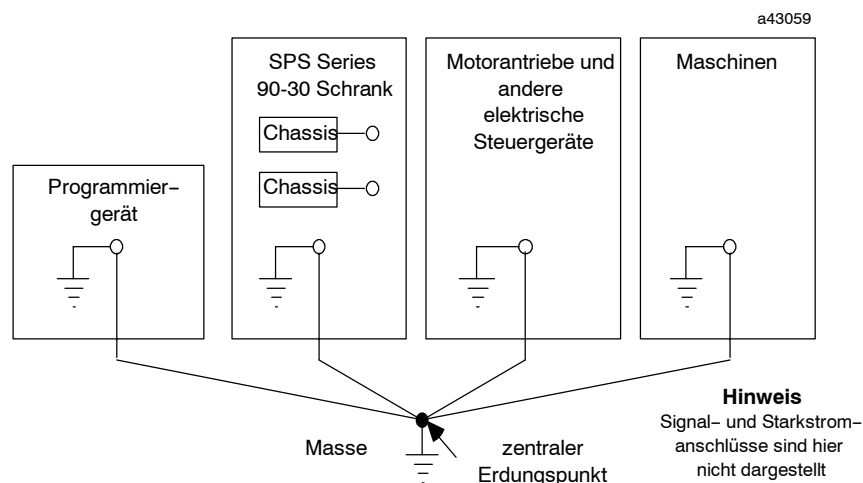 a43059
SPS Series
90-30 Schrank
Chassis
Chassis
Motorantriebe und
andere
elektrische
Steuergeräte
Maschinen
Programmier-
gerät
Masse
zentraler
Erdungspunkt
Hinweis
Signal- und Starkstrom-
anschlüsse sind hier
nicht dargestellt